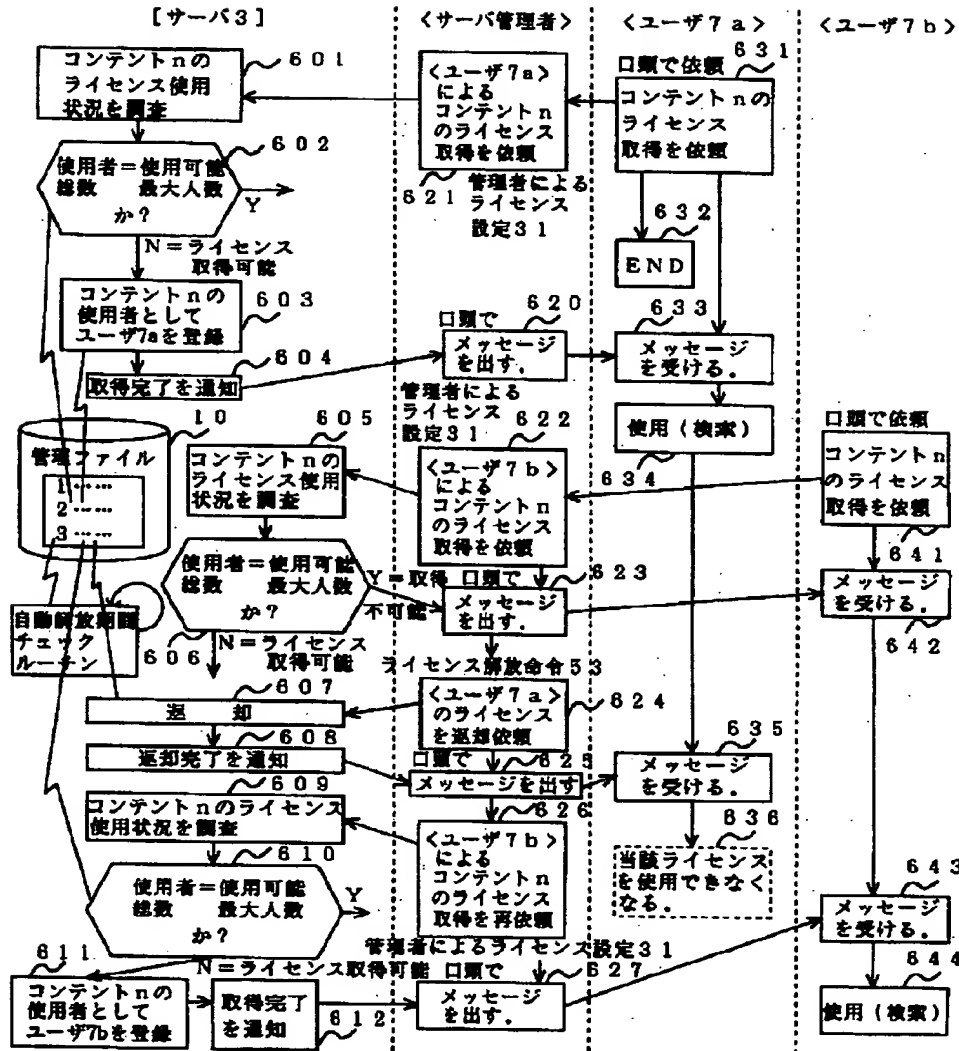 ［サーバ３］
＜サーバ管理者＞
＜ユーザ７ａ＞
＜ユーザ７ｂ＞
コンテントｎの
ライセンス使用
状況を調査
６０１
＜ユーザ7a＞
による
コンテントｎ
のライセンス
取得を依頼
６２１
管理者による
ライセンス
設定３１
６３１
口頭で依頼
コンテントｎの
ライセンス
取得を依頼
６０２
使用者＝使用可能
総数　最大人数
か？
Ｙ
Ｎ＝ライセンス
取得可能
６３２
ＥＮＤ
コンテントｎの
使用者として
ユーザ7aを登録
６０３
６０４
取得完了を通知
６２０
口頭で
メッセージ
を出す．
６３３
メッセージ
を受ける．
使用（検索）
６３４
１０
管理ファイル
１……
２……
３……
自動解放期間
チェック
ルーチン
６０５
コンテントｎの
ライセンス使用
状況を調査
管理者による
ライセンス
設定３１
６２２
＜ユーザ７ｂ＞
による
コンテントｎ
のライセンス
取得を依頼
口頭で依頼
コンテントｎ
のライセンス
取得を依頼
６４１
使用者＝使用可能
総数　最大人数
か？
６０６
Ｙ＝取得
不可能
Ｎ＝ライセンス
取得可能
口頭で
６２３
メッセージ
を出す．
メッセージ
を受ける．
６４２
ライセンス解放命令５３
＜ユーザ７ａ＞
のライセンス
を返却依頼
６２４
６０７
返　却
６０８
返却完了を通知
口頭で
６２５
メッセージを出す
６３５
メッセージ
を受ける．
６３６
当該ライセンス
を使用できなく
なる．
６０９
コンテントｎのライセンス
使用状況を調査
６２６
＜ユーザ７ｂ＞
による
コンテントｎ
のライセンス
取得を再依頼
６１０
使用者＝使用可能
総数　最大人数
か？
Ｙ
管理者によるライセンス設定３１
Ｎ＝ライセンス取得可能
口頭で
６２７
メッセージ
を出す．
６４３
メッセージ
を受ける．
６４４
使用（検索）
６１１
コンテントｎの
使用者として
ユーザ7bを登録
取得完了
を通知
６１２